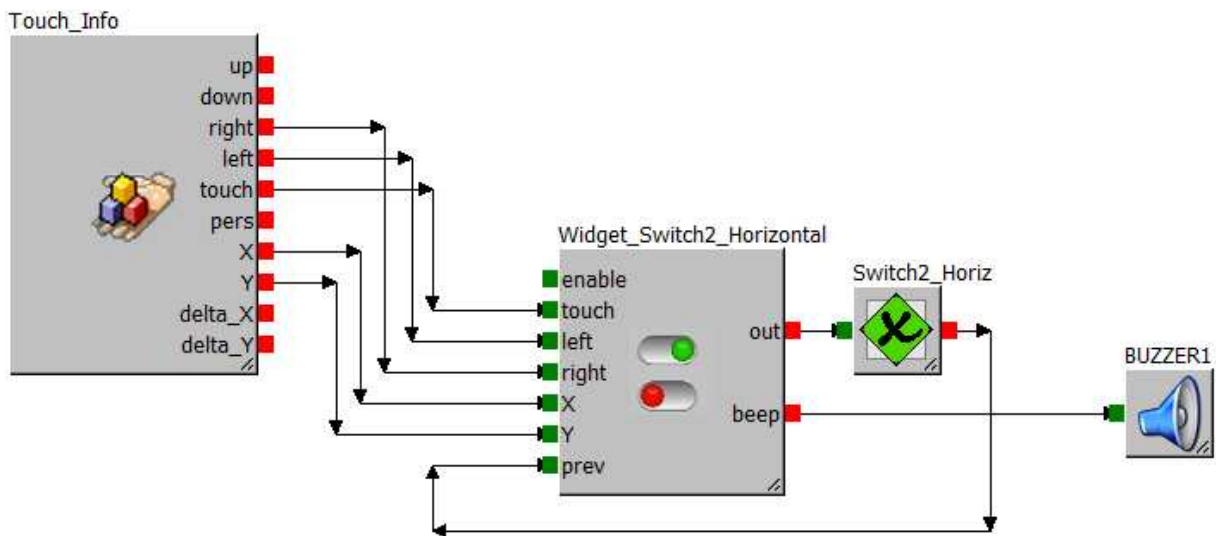 Touch_Info
up
down
right
left
touch
pers
X
Y
delta_X
delta_Y
Widget_Switch2_Horizontal
enable
touch
left
right
X
Y
prev
out
beep
Switch2_Horiz
X
BUZZER1